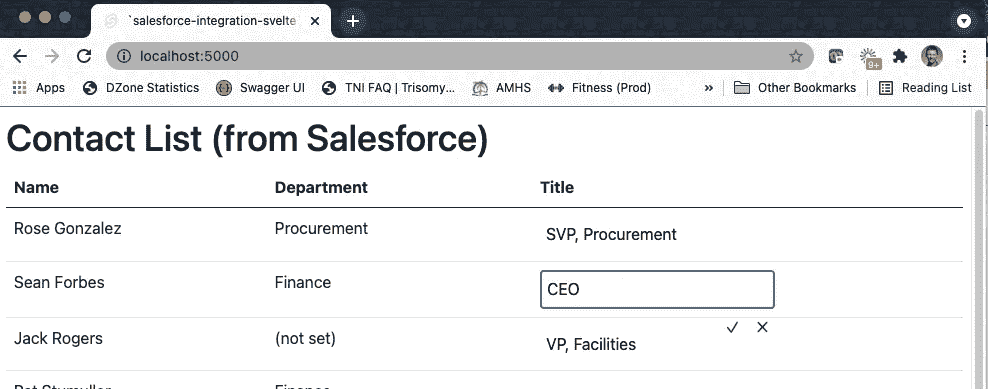 `salesforce-integration-svelte
localhost:5000
9+
Apps DZone Statistics Swagger UI TNI FAQ | Trisomy... AMHS Fitness (Prod) » Other Bookmarks Reading List
Contact List (from Salesforce)
Name Department Title
Rose Gonzalez Procurement SVP, Procurement
Sean Forbes Finance CEO
Jack Rogers (not set) VP, Facilities